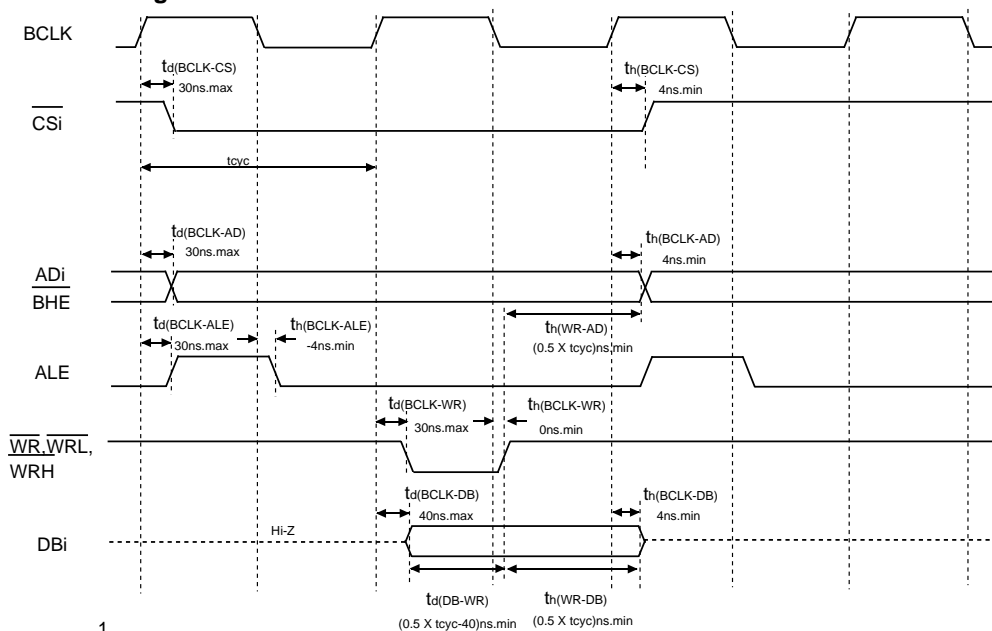 BCLK
td(BCLK-CS)
30ns.max
th(BCLK-CS)
4ns.min
CSi
tcyc
td(BCLK-AD)
30ns.max
th(BCLK-AD)
4ns.min
ADi
BHE
td(BCLK-ALE)
30ns.max
th(BCLK-ALE)
-4ns.min
th(WR-AD)
(0.5 X tcyc)ns.min
ALE
td(BCLK-WR)
30ns.max
th(BCLK-WR)
0ns.min
WR,WRL,
WRH
td(BCLK-DB)
40ns.max
th(BCLK-DB)
4ns.min
Hi-Z
DBi
td(DB-WR)
(0.5 X tcyc-40)ns.min
th(WR-DB)
(0.5 X tcyc)ns.min
1